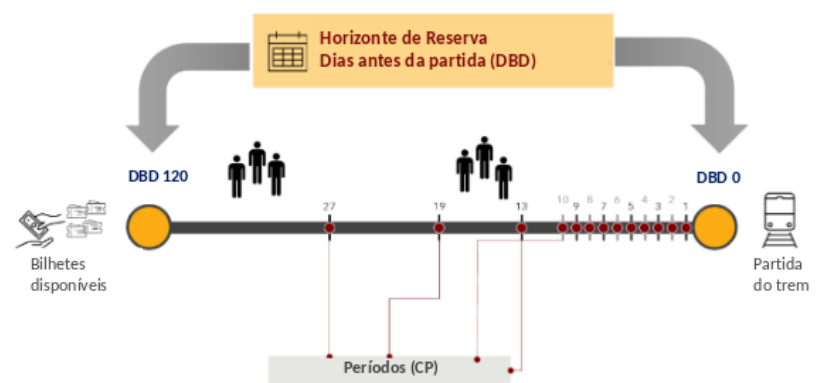 Horizonte de Reserva
Dias antes da partida (DBD)
DBD 120
DBD 0
27
19
13
10
9
8
7
6
5
4
3
2
1
Bilhetes
disponíveis
Partida
do trem
Períodos (CP)